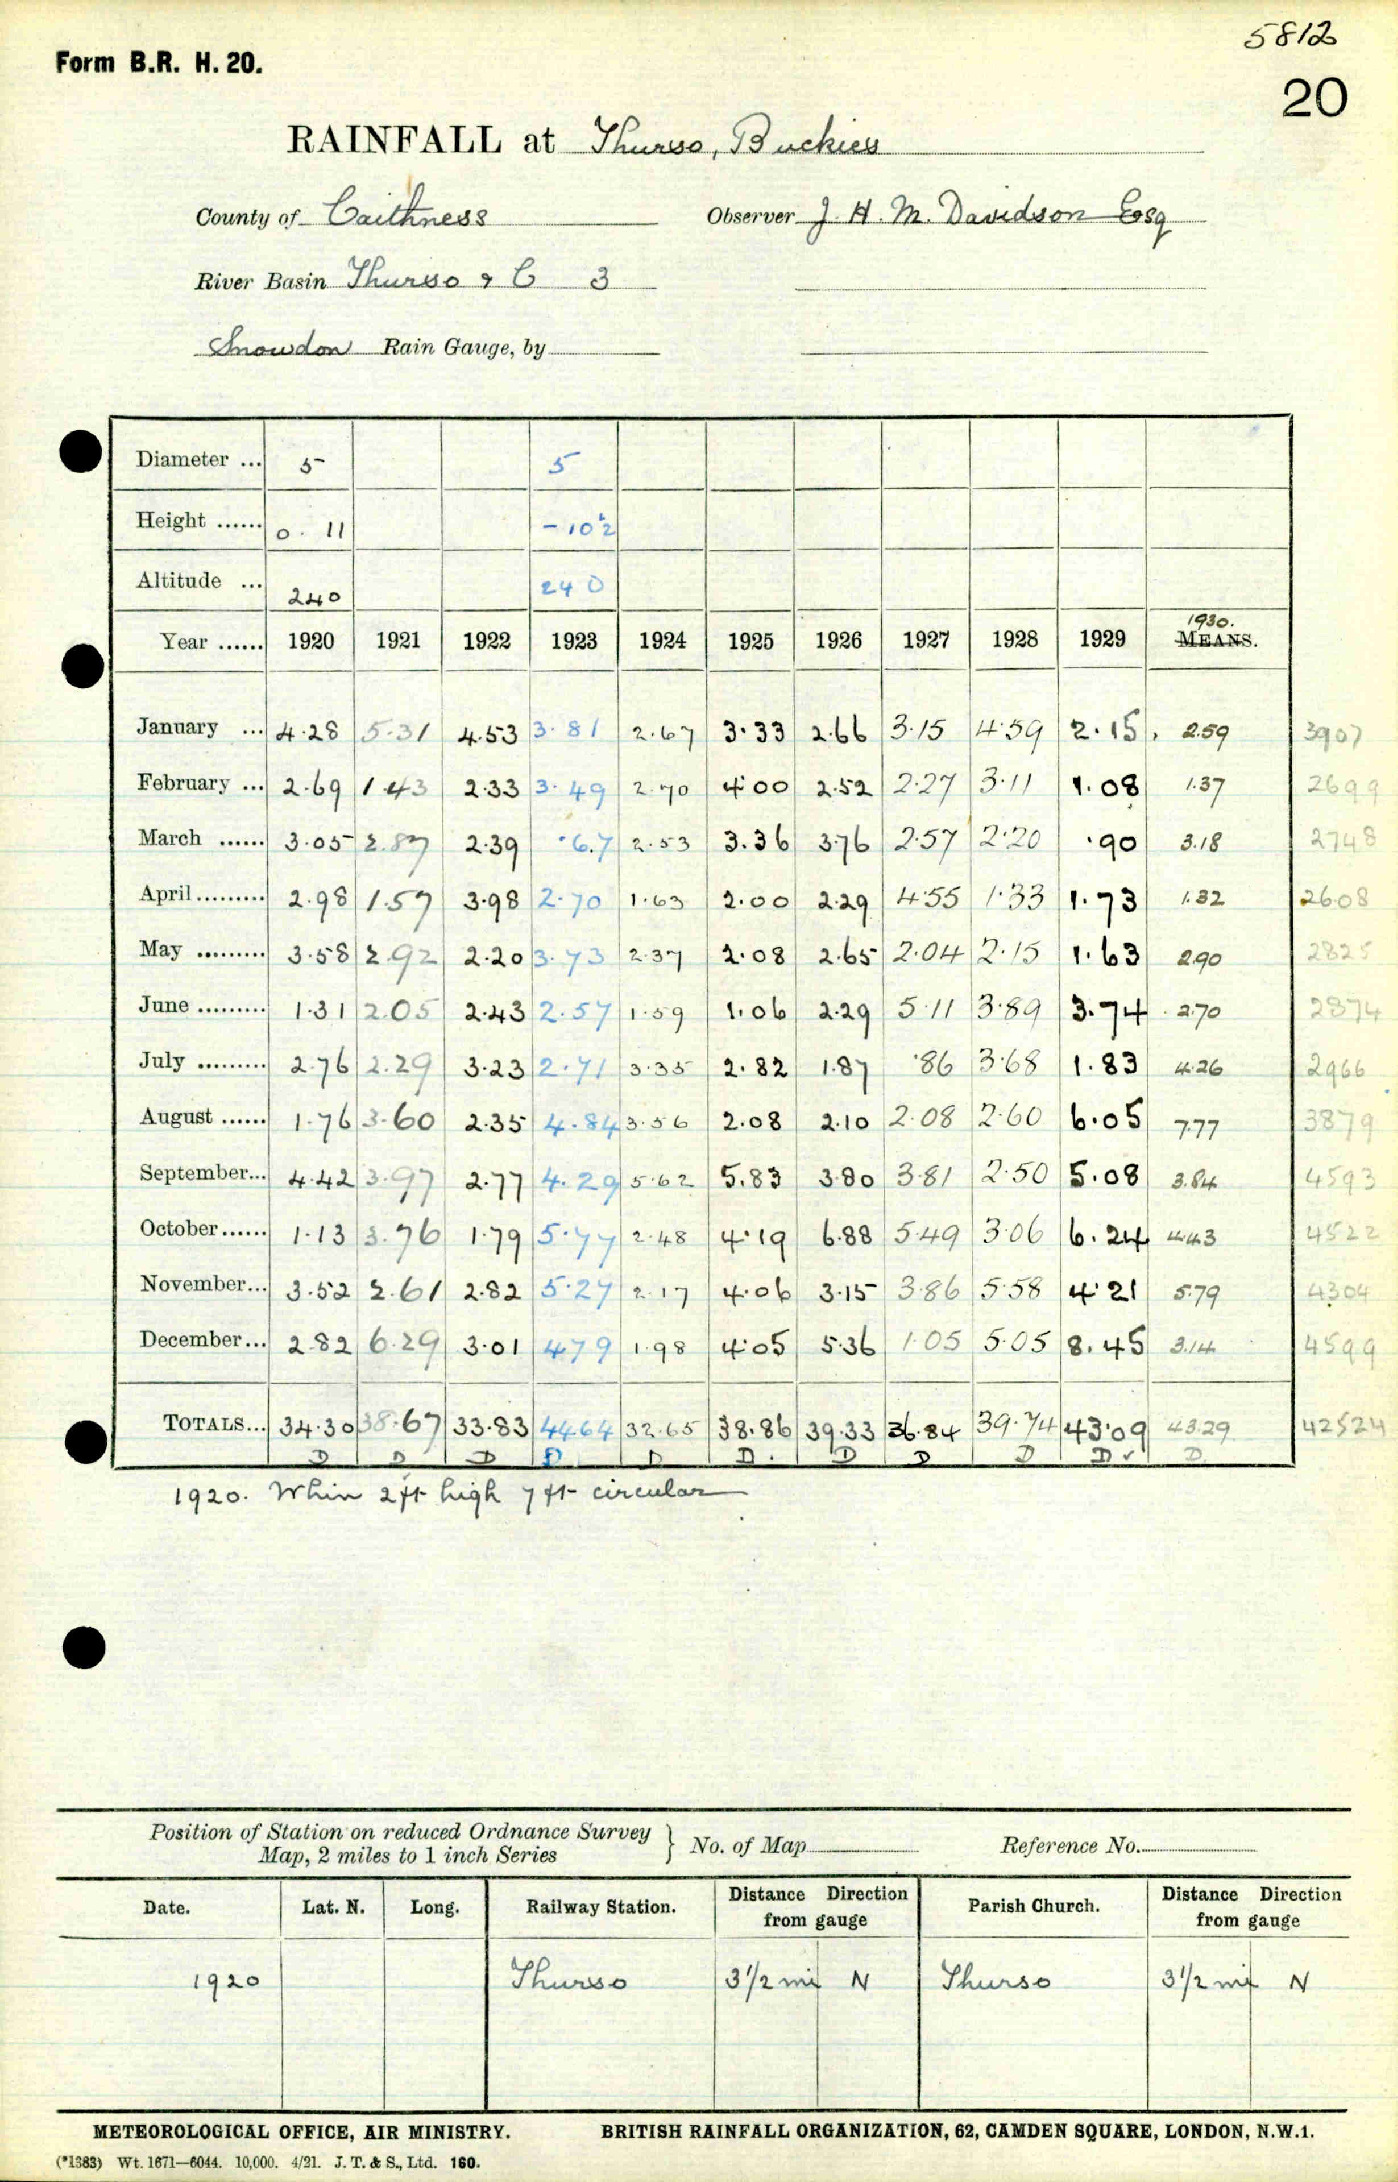 5812
Form B.R. H. 20.
20
RAINFALL at Thurso, Buckies
County of Caithness Observer J. H. M. Davidson Esq
River Basin Thurso & C 3
Snowdon Rain Gauge, by
Diameter ... 5 5
Height ...... 0. 11 - 10½
Altitude ... 240 240
1930.
Year ...... 1920 1921 1922 1923 1924 1925 1926 1927 1928 1929 MEANS.
January ... 4.28 5.31 4.53 3.81 2.67 3.33 2.66 3.15 4.59 2.15 2.59 3907
February ... 2.69 1.43 2.33 3.49 2.70 4.00 2.52 2.27 3.11 1.08 1.37 2699
March ...... 3.05 2.87 2.39 .67 2.53 3.36 3.76 2.57 2.20 .90 3.18 2748
April......... 2.98 1.57 3.98 2.70 1.63 2.00 2.29 4.55 1.33 1.73 1.32 2608
May ......... 3.58 2.92 2.20 3.73 2.37 2.08 2.65 2.04 2.15 1.63 2.90 2825
June ......... 1.31 2.05 2.43 2.57 1.59 1.06 2.29 5.11 3.89 3.74 2.70 2874
July ......... 2.76 2.29 3.23 2.71 3.35 2.82 1.87 .86 3.68 1.83 4.26 2966
August ...... 1.76 3.60 2.35 4.84 3.56 2.08 2.10 2.08 2.60 6.05 7.77 3879
September... 4.42 3.97 2.77 4.29 5.62 5.83 3.80 3.81 2.50 5.08 3.84 4593
October...... 1.13 3.76 1.79 5.77 2.48 4.19 6.88 5.49 3.06 6.24 4.43 4522
November... 3.52 2.61 2.82 5.27 2.17 4.06 3.15 3.86 5.58 4.21 5.79 4304
December... 2.82 6.29 3.01 4.79 1.98 4.05 5.36 1.05 5.05 8.45 3.14 4599
TOTALS... 34.30 38.67 33.83 44.64 32.65 38.86 39.33 36.84 39.74 43.09 43.29 42524
D D D D D D. D D D D ✓ D
1920. Whin 2ft high 7 ft circular
Position of Station on reduced Ordnance Survey
Map, 2 miles to 1 inch Series } No. of Map Reference No.
Date. Lat. N. Long. Railway Station. Distance Direction from gauge Parish Church. Distance Direction from gauge
1920 Thurso 3 1/2 mi N Thurso 3 1/2 mi N
METEOROLOGICAL OFFICE, AIR MINISTRY. BRITISH RAINFALL ORGANIZATION, 62, CAMDEN SQUARE, LONDON, N.W.1.
(*1383) Wt. 1671—6044. 10,000. 4/21. J. T. & S., Ltd. 160.